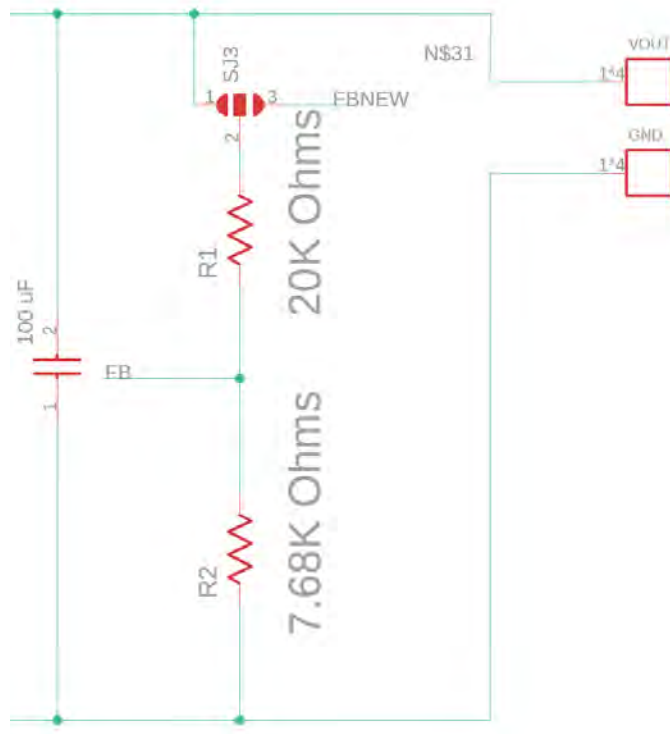 SJ3
N$31
VOUT
1*4
1
3
FBNEW
2
GND
1*4
20K Ohms
R1
100 uF
2
FB
1
7.68K Ohms
R2